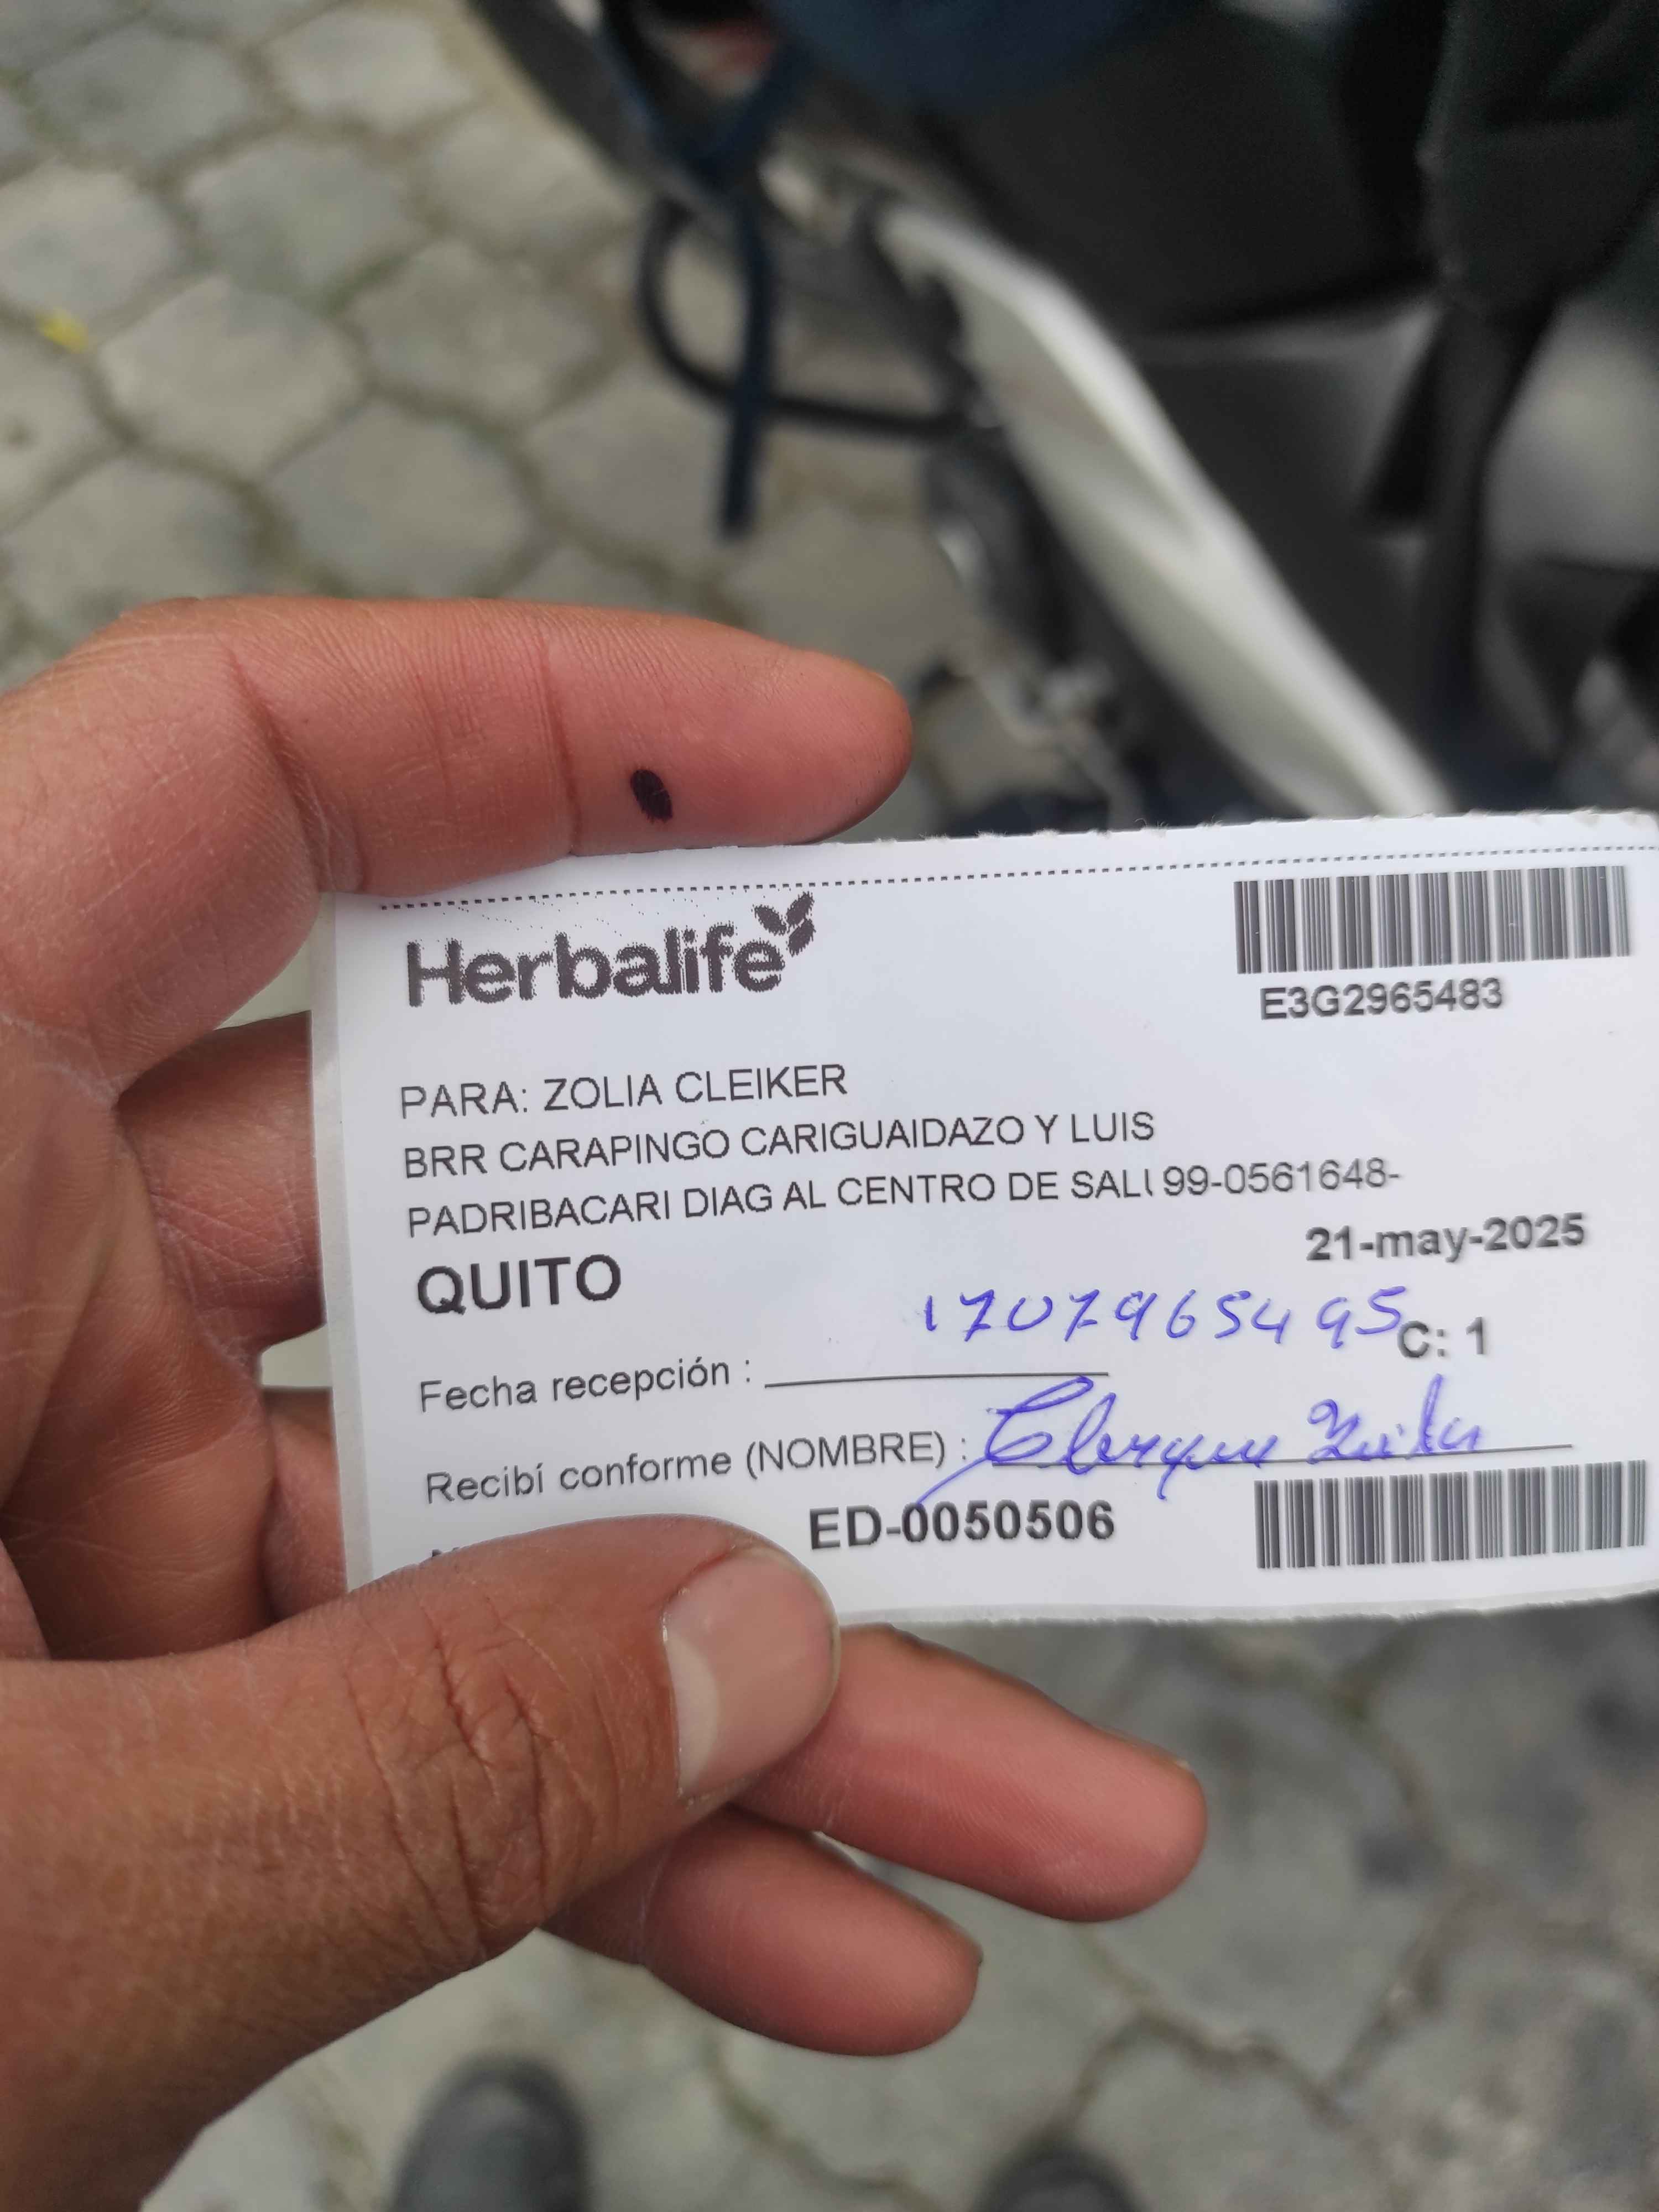 Herbalife
E3G2965483
PARA: ZOLIA CLEIKER
BRR CARAPINGO CARIGUAIDAZO Y LUIS
PADRIBACARI DIAG AL CENTRO DE SALU 99-0561648-
21-may-2025
QUITO
1707965495 C: 1
Fecha recepción :
Recibí conforme (NOMBRE) :
ED-0050506